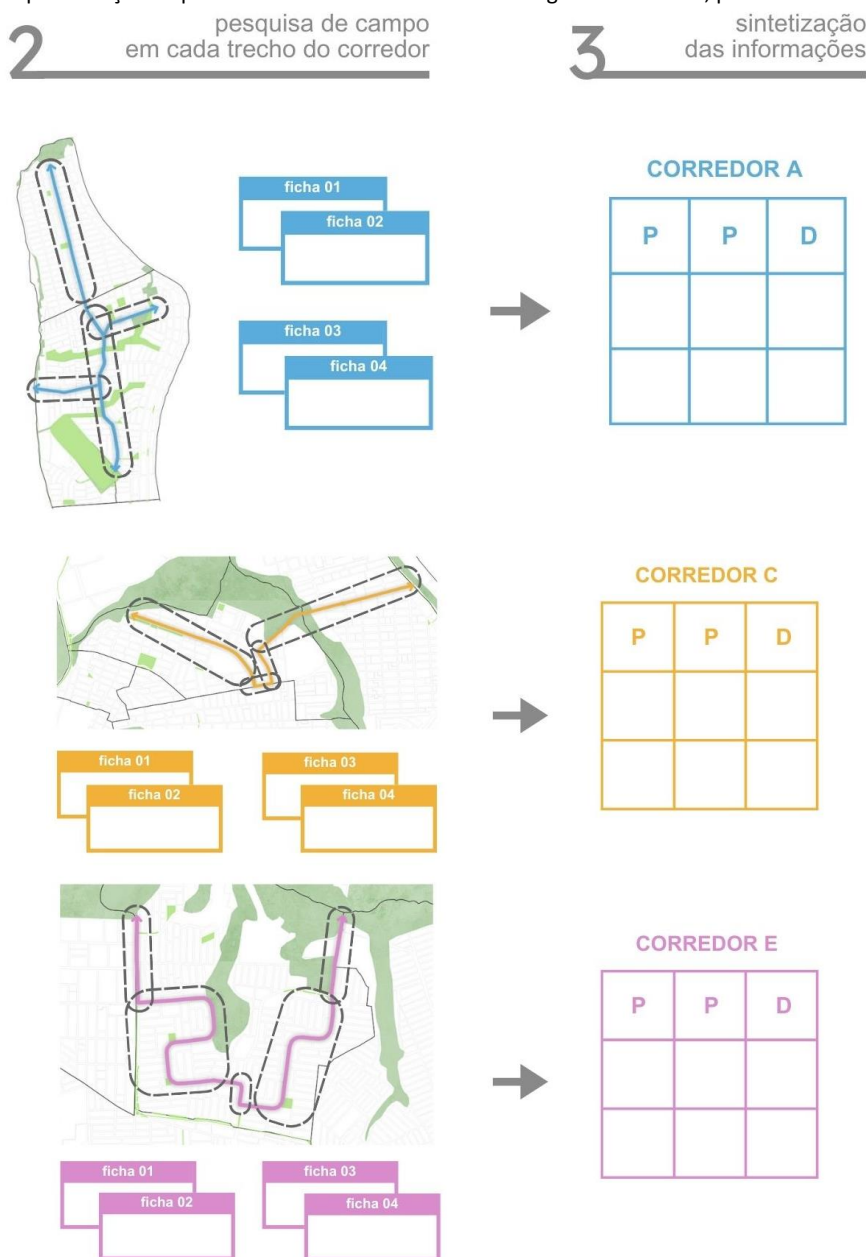 2
pesquisa de campo
em cada trecho do corredor
3
sintetização
das informações
ficha 01
ficha 02
ficha 03
ficha 04
CORREDOR A
P P D
ficha 01
ficha 02
ficha 03
ficha 04
CORREDOR C
P P D
ficha 01
ficha 02
ficha 03
ficha 04
CORREDOR E
P P D